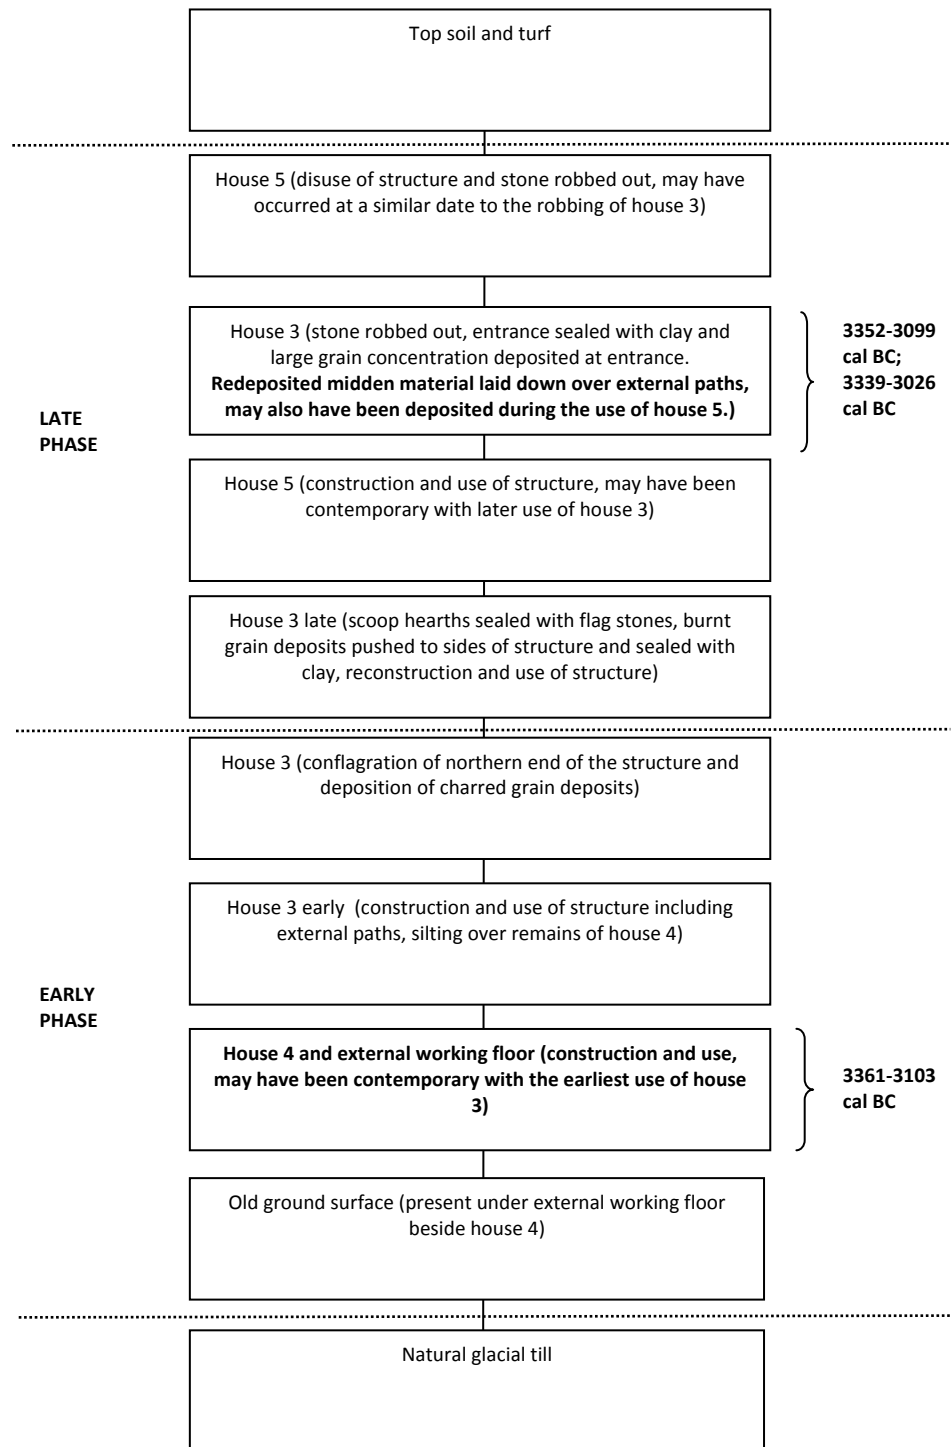 Top soil and turf
House 5 (disuse of structure and stone robbed out, may have
occurred at a similar date to the robbing of house 3)
House 3 (stone robbed out, entrance sealed with clay and
large grain concentration deposited at entrance.
Redeposited midden material laid down over external paths,
may also have been deposited during the use of house 5.)
3352-3099
cal BC;
3339-3026
cal BC
LATE
PHASE
House 5 (construction and use of structure, may have been
contemporary with later use of house 3)
House 3 late (scoop hearths sealed with flag stones, burnt
grain deposits pushed to sides of structure and sealed with
clay, reconstruction and use of structure)
House 3 (conflagration of northern end of the structure and
deposition of charred grain deposits)
House 3 early  (construction and use of structure including
external paths, silting over remains of house 4)
EARLY
PHASE
House 4 and external working floor (construction and use,
may have been contemporary with the earliest use of house
3)
3361-3103
cal BC
Old ground surface (present under external working floor
beside house 4)
Natural glacial till